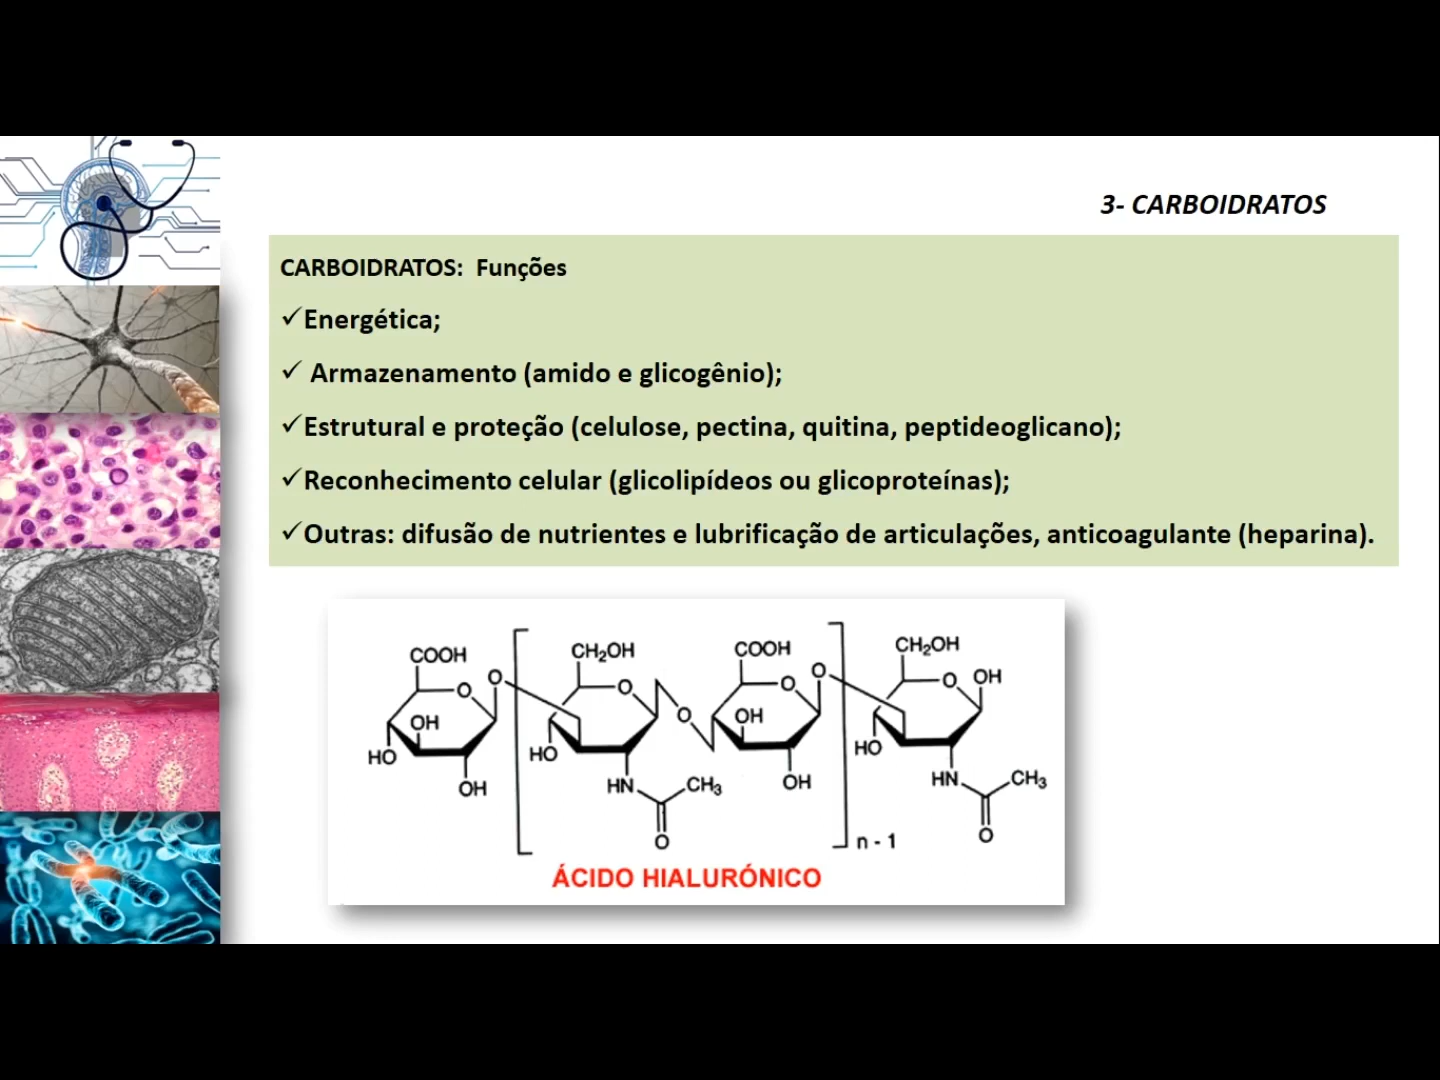 3- CARBOIDRATOS
CARBOIDRATOS: Funções
✓Energética;
✓ Armazenamento (amido e glicogênio);
✓Estrutural e proteção (celulose, pectina, quitina, peptideoglicano);
✓Reconhecimento celular (glicolipídeos ou glicoproteínas);
✓Outras: difusão de nutrientes e lubrificação de articulações, anticoagulante (heparina).
COOH CH₂OH COOH CH₂OH
O O O O O O OH
OH O OH
HO HO HO
OH HN CH₃ OH HN CH₃
O n - 1 O
ÁCIDO HIALURÓNICO